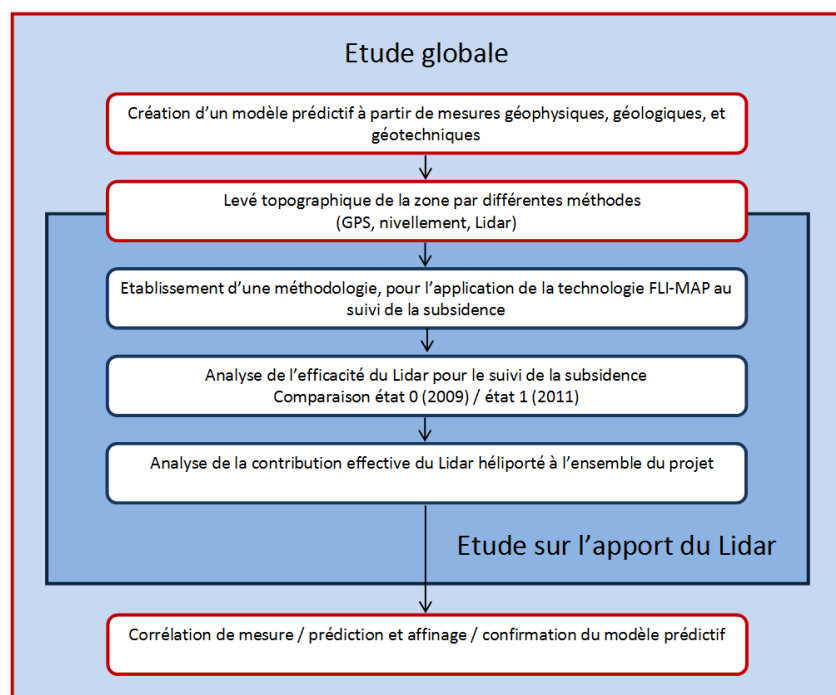 Etude globale
Création d’un modèle prédictif à partir de mesures géophysiques, géologiques, et
géotechniques
Levé topographique de la zone par différentes méthodes
(GPS, nivellement, Lidar)
Etablissement d’une méthodologie, pour l’application de la technologie FLI-MAP au
suivi de la subsidence
Analyse de l’efficacité du Lidar pour le suivi de la subsidence
Comparaison état 0 (2009) / état 1 (2011)
Analyse de la contribution effective du Lidar héliporté à l’ensemble du projet
Etude sur l’apport du Lidar
Corrélation de mesure / prédiction et affinage / confirmation du modèle prédictif